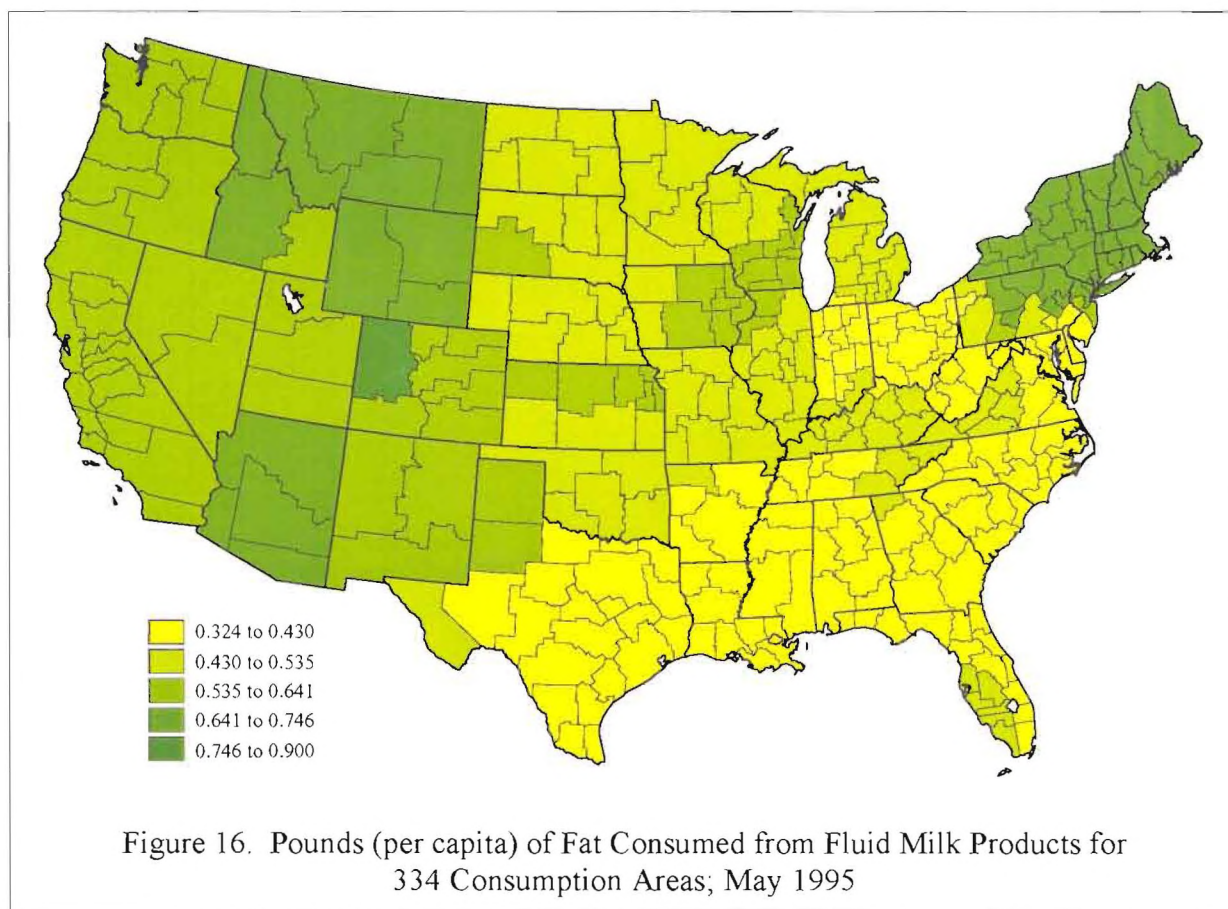 0.324 to 0.430
0.430 to 0.535
0.535 to 0.641
0.641 to 0.746
0.746 to 0.900
Figure 16. Pounds (per capita) of Fat Consumed from Fluid Milk Products for
334 Consumption Areas; May 1995